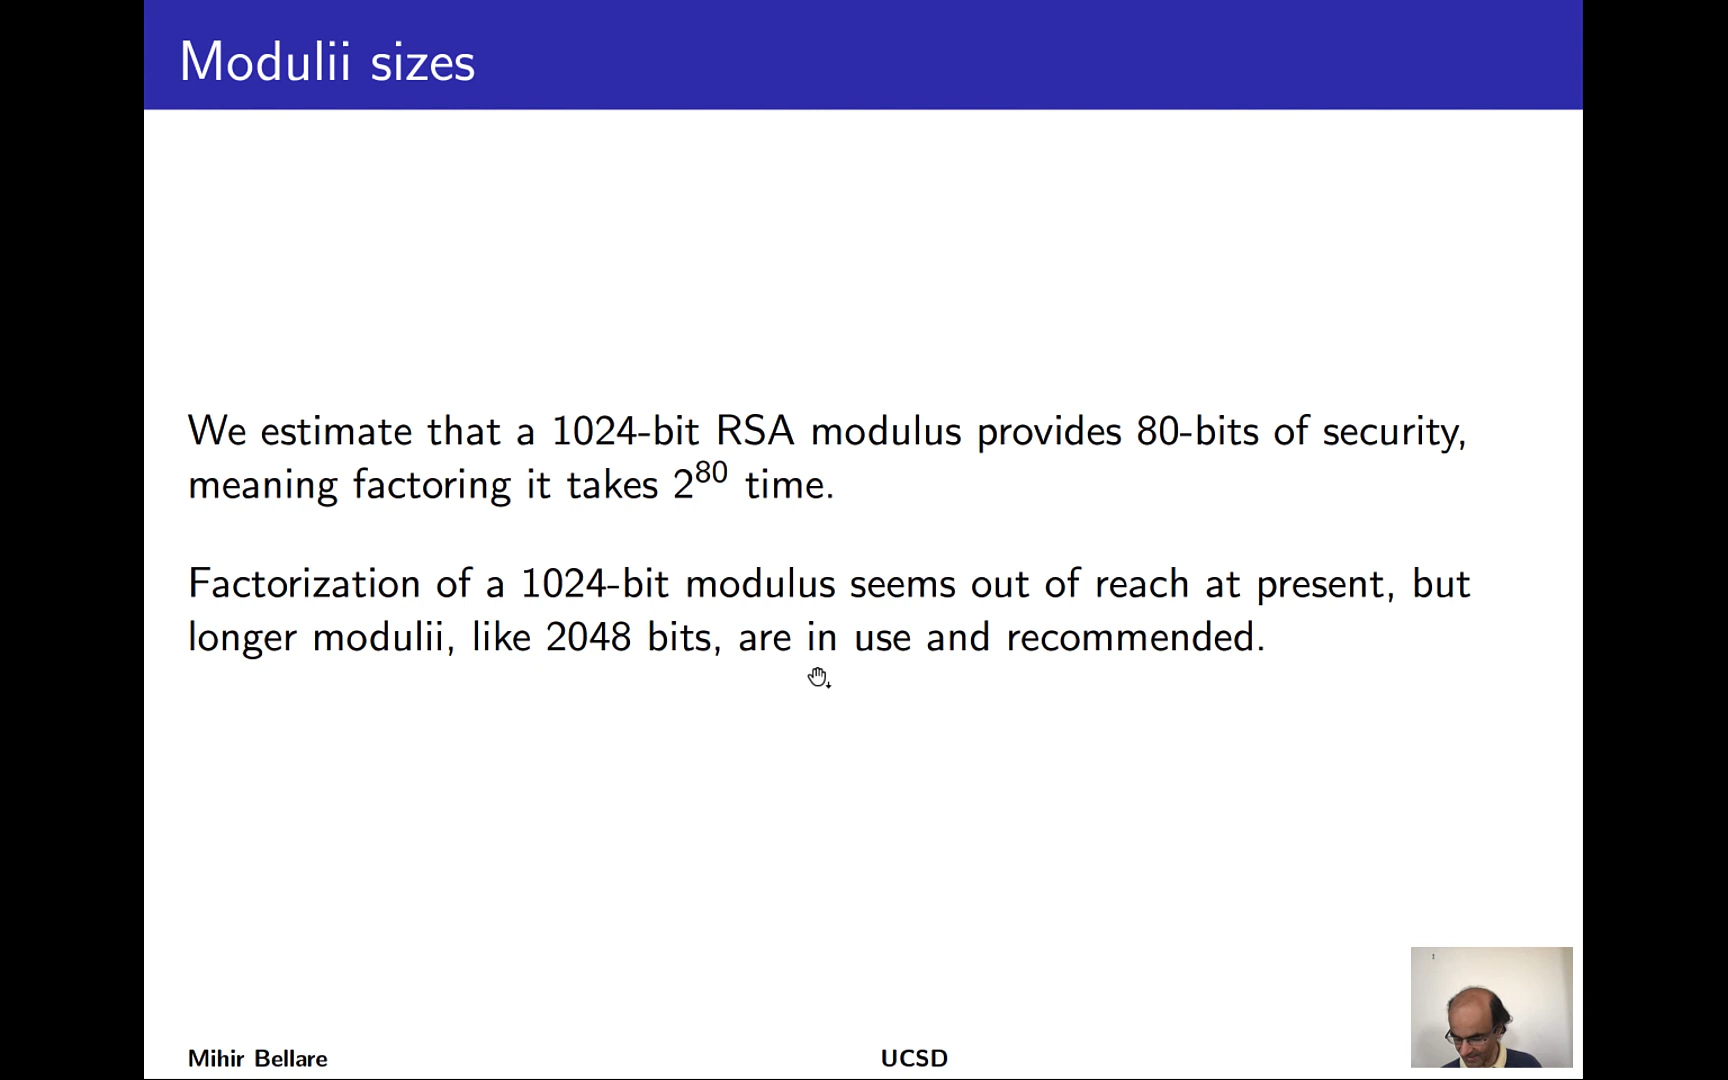 Modulii sizes
We estimate that a 1024-bit RSA modulus provides 80-bits of security,
meaning factoring it takes 2⁸⁰ time.
Factorization of a 1024-bit modulus seems out of reach at present, but
longer modulii, like 2048 bits, are in use and recommended.
Mihir Bellare
UCSD